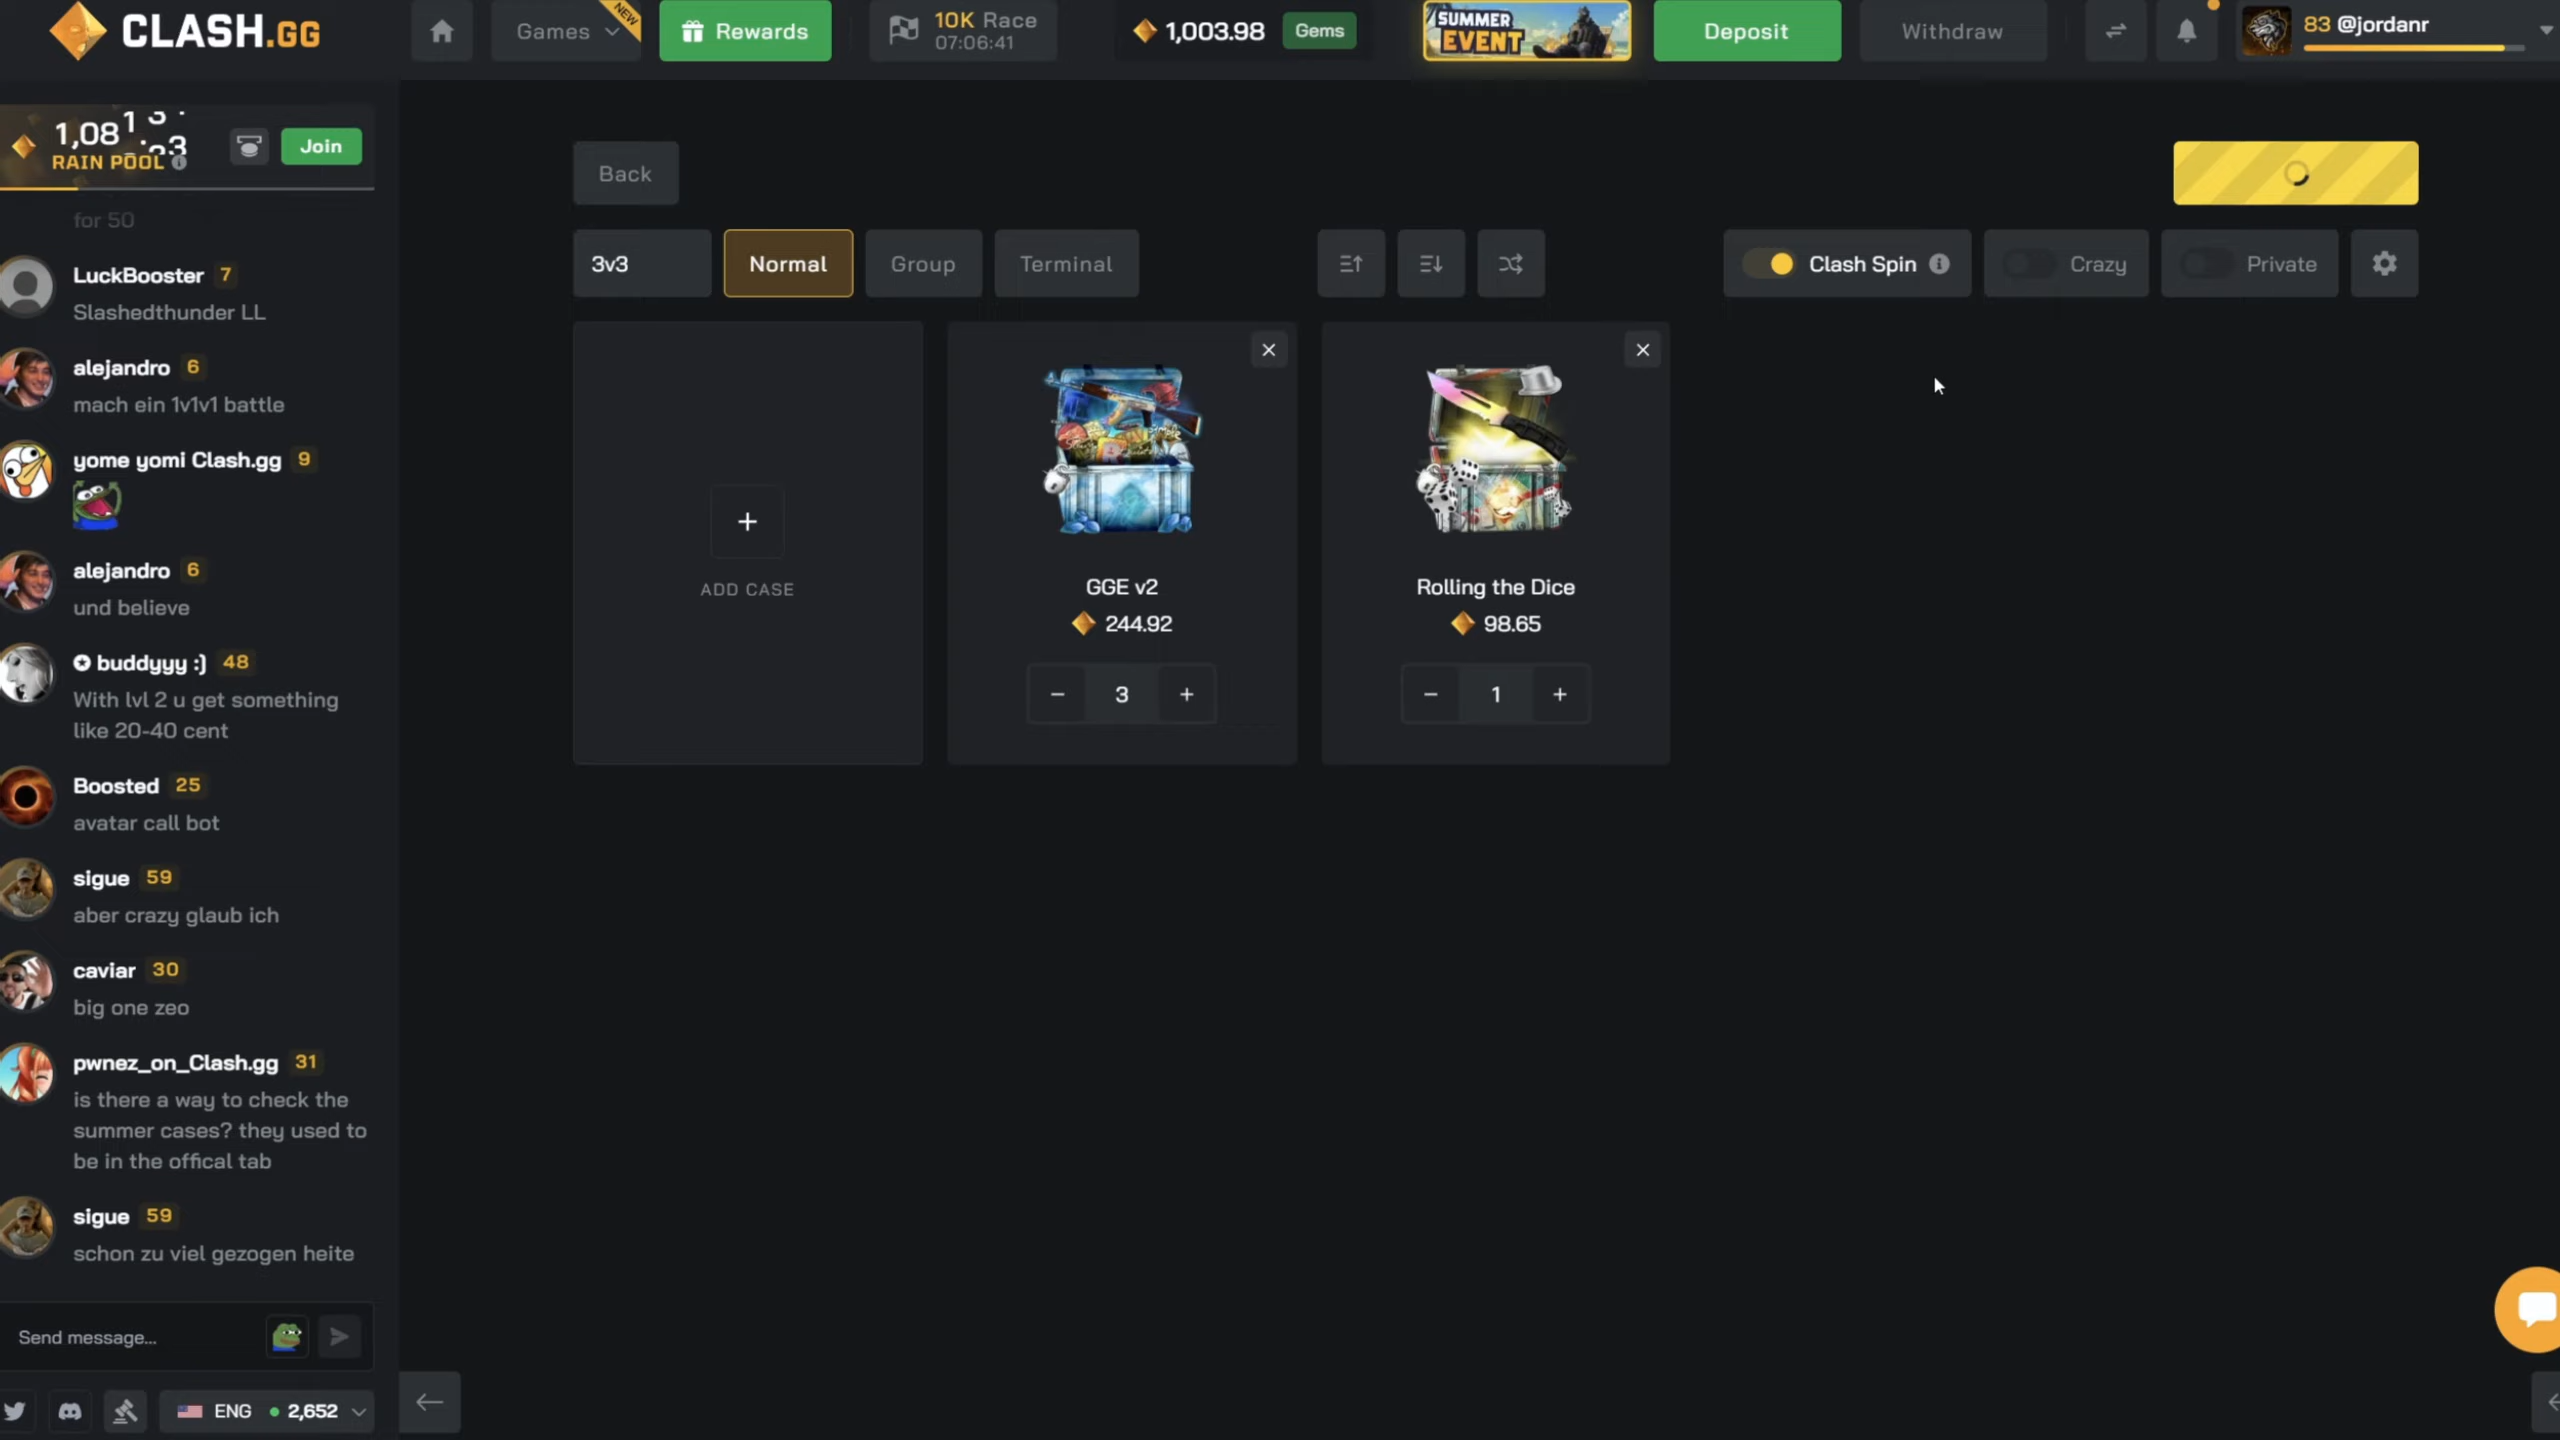 CLASH.GG
Games
NEW
Rewards
10K Race
07:06:41
1,003.98
Gems
SUMMER
EVENT
Deposit
Withdraw
83 @jordanr
1,08
RAIN POOL
Join
for 50
LuckBooster 7
Slashedthunder LL
alejandro 6
mach ein 1v1v1 battle
yome yomi Clash.gg 9
alejandro 6
und believe
buddyyy :) 48
With lvl 2 u get something
like 20-40 cent
Boosted 25
avatar call bot
sigue 59
aber crazy glaub ich
caviar 30
big one zeo
pwnez_on_Clash.gg 31
is there a way to check the
summer cases? they used to
be in the offical tab
sigue 59
schon zu viel gezogen heite
Send message...
ENG
2,652
Back
3v3
Normal
Group
Terminal
Clash Spin
Crazy
Private
+
ADD CASE
GGE v2
244.92
− 3 +
Rolling the Dice
98.65
− 1 +